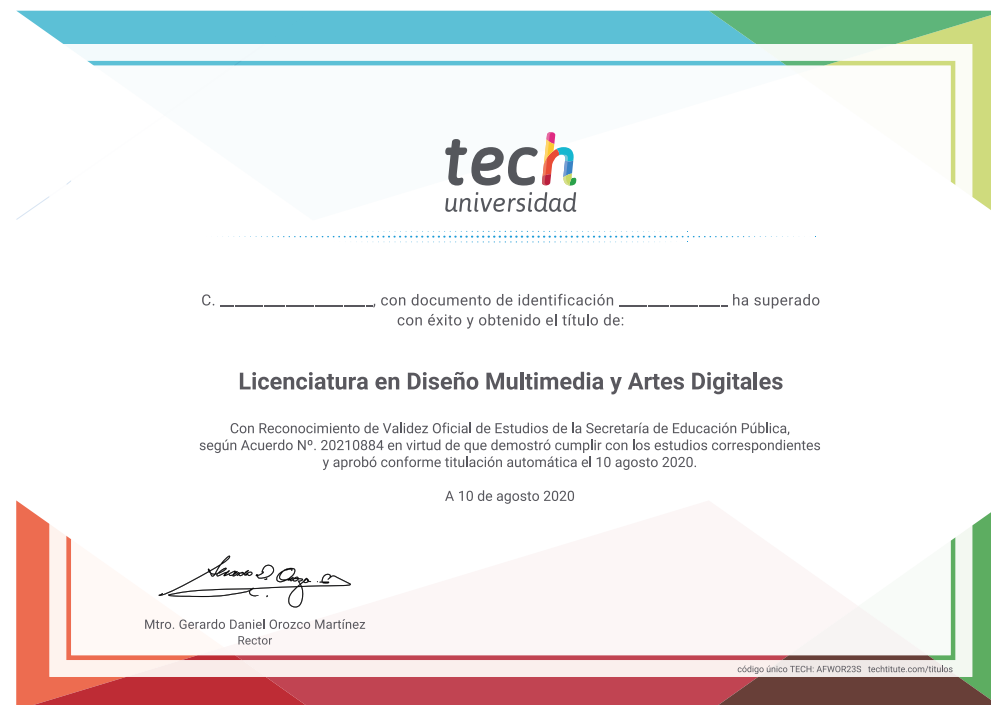 tech
universidad
C. ____________________, con documento de identificación ______________ ha superado
con éxito y obtenido el título de:
Licenciatura en Diseño Multimedia y Artes Digitales
Con Reconocimiento de Validez Oficial de Estudios de la Secretaría de Educación Pública,
según Acuerdo Nº. 20210884 en virtud de que demostró cumplir con los estudios correspondientes
y aprobó conforme titulación automática el 10 agosto 2020.
A 10 de agosto 2020
Mtro. Gerardo Daniel Orozco Martínez
Rector
código único TECH: AFWOR23S techtitute.com/titulos